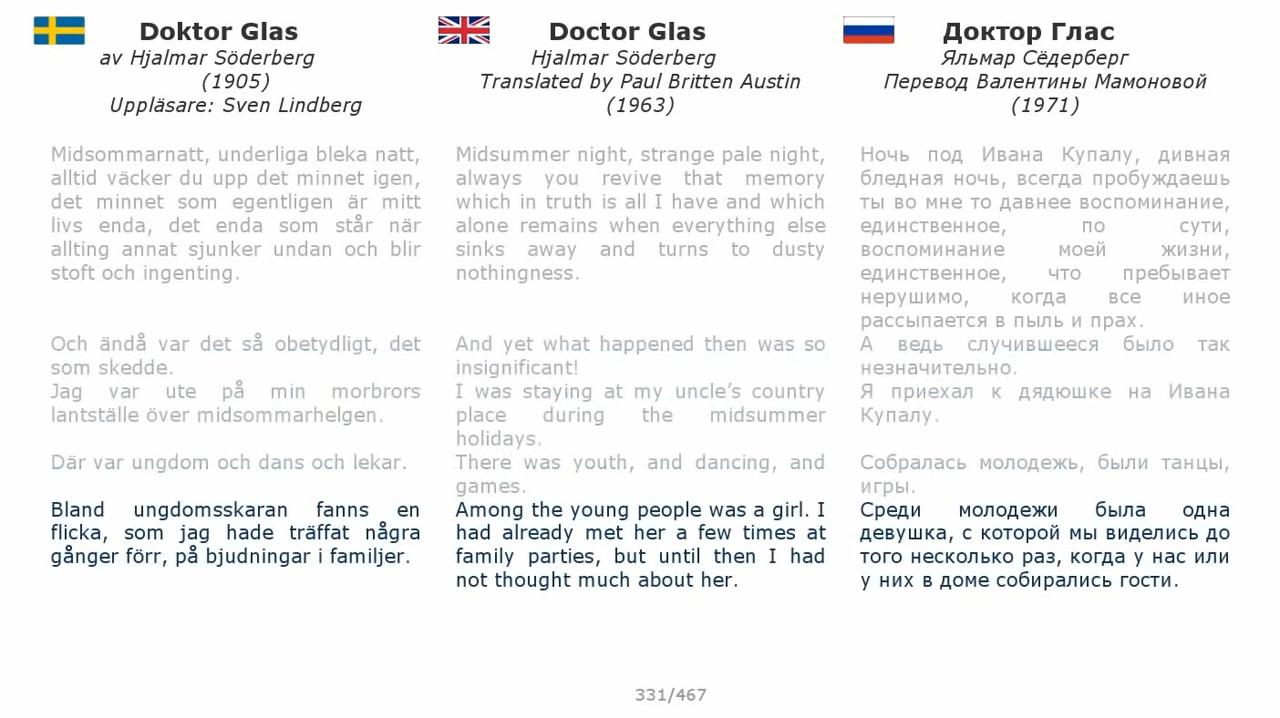 Doktor Glas
av Hjalmar Söderberg
(1905)
Uppläsare: Sven Lindberg
Midsommarnatt, underliga bleka natt,
alltid väcker du upp det minnet igen,
det minnet som egentligen är mitt
livs enda, det enda som står när
allting annat sjunker undan och blir
stoft och ingenting.
Och ändå var det så obetydligt, det
som skedde.
Jag var ute på min morbrors
lantställe över midsommarhelgen.
Där var ungdom och dans och lekar.
Bland ungdomsskaran fanns en
flicka, som jag hade träffat några
gånger förr, på bjudningar i familjer.
Doctor Glas
Hjalmar Söderberg
Translated by Paul Britten Austin
(1963)
Midsummer night, strange pale night,
always you revive that memory
which in truth is all I have and which
alone remains when everything else
sinks away and turns to dusty
nothingness.
And yet what happened then was so
insignificant!
I was staying at my uncle’s country
place during the midsummer
holidays.
There was youth, and dancing, and
games.
Among the young people was a girl. I
had already met her a few times at
family parties, but until then I had
not thought much about her.
Доктор Глас
Яльмар Сёдерберг
Перевод Валентины Мамоновой
(1971)
Ночь под Ивана Купалу, дивная
бледная ночь, всегда пробуждаешь
ты во мне то давнее воспоминание,
единственное, по сути,
воспоминание моей жизни,
единственное, что пребывает
нерушимо, когда все иное
рассыпается в пыль и прах.
А ведь случившееся было так
незначительно.
Я приехал к дядюшке на Ивана
Купалу.
Собралась молодежь, были танцы,
игры.
Среди молодежи была одна
девушка, с которой мы виделись до
того несколько раз, когда у нас или
у них в доме собирались гости.
331/467